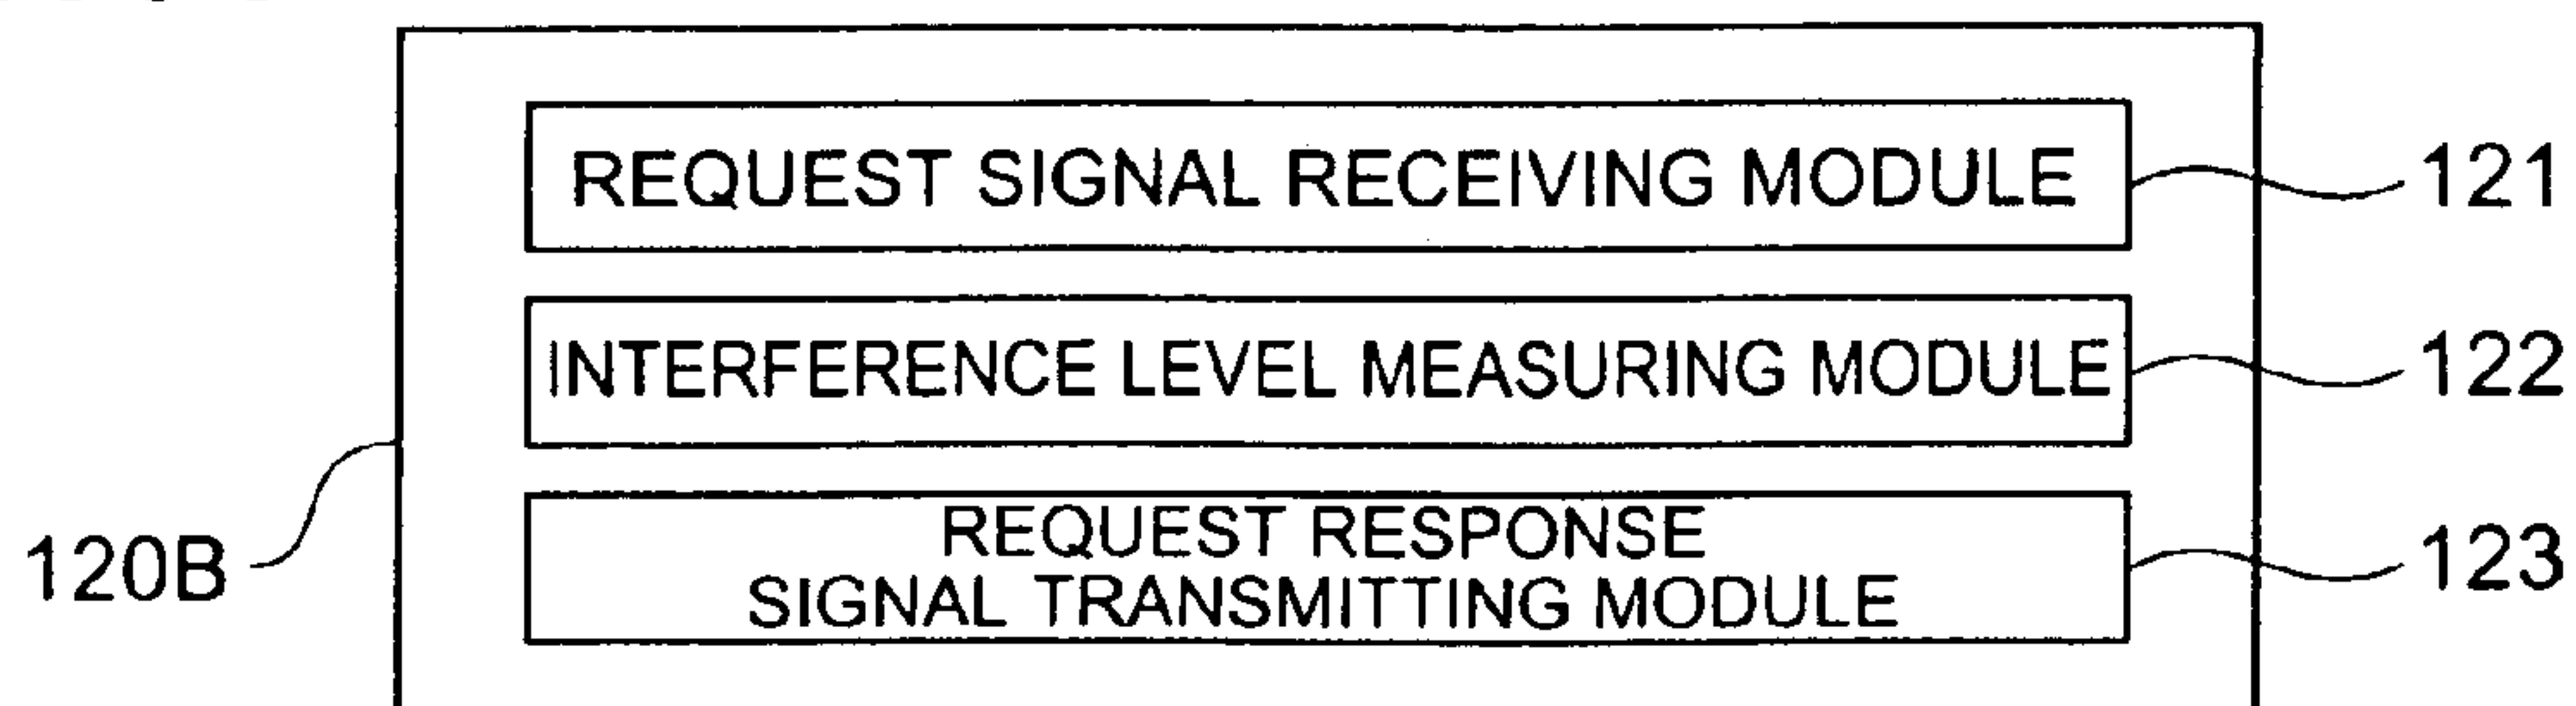 REQUEST SIGNAL RECEIVING MODULE
121
INTERFERENCE LEVEL MEASURING MODULE
122
REQUEST RESPONSE
SIGNAL TRANSMITTING MODULE
123
120B